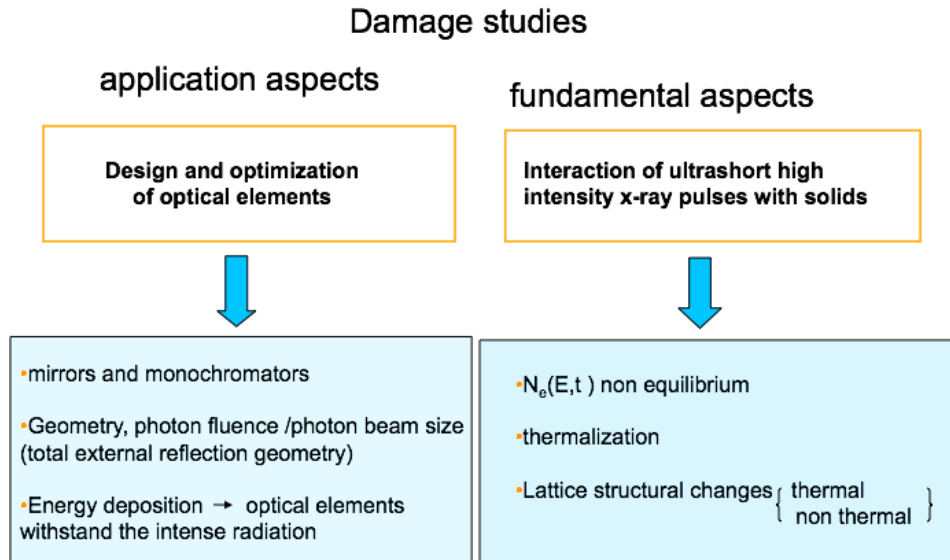 Damage studies
application aspects
fundamental aspects
Design and optimization
of optical elements
Interaction of ultrashort high
intensity x-ray pulses with solids
•mirrors and monochromators
•Geometry, photon fluence /photon beam size
(total external reflection geometry)
•Energy deposition → optical elements
withstand the intense radiation
•Nₑ(E,t ) non equilibrium
•thermalization
•Lattice structural changes { thermal }
non thermal